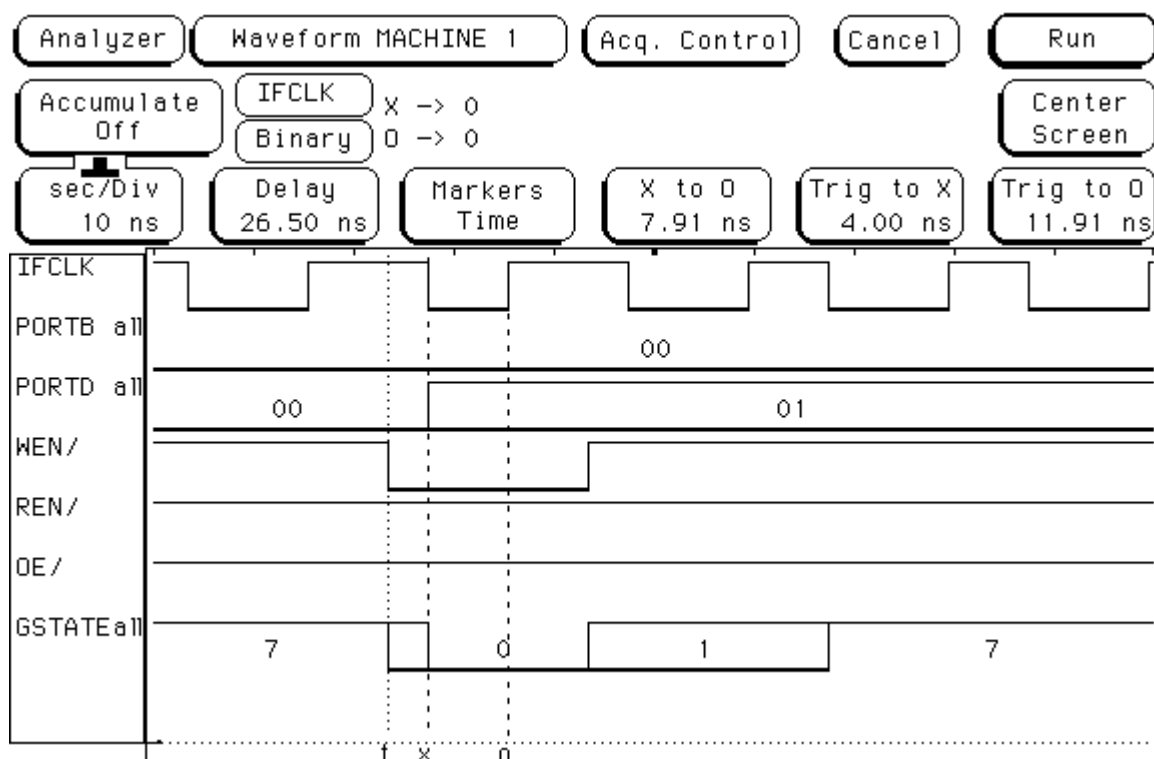 Analyzer Waveform MACHINE 1 Acq. Control Cancel Run
Accumulate Off
IFCLK X -> 0
Binary O -> 0
Center Screen
sec/Div 10 ns
Delay 26.50 ns
Markers Time
X to O 7.91 ns
Trig to X 4.00 ns
Trig to O 11.91 ns
IFCLK
PORTB all 00
PORTD all 00 01
WEN/
REN/
OE/
GSTATEall 7 0 1 7
t x o